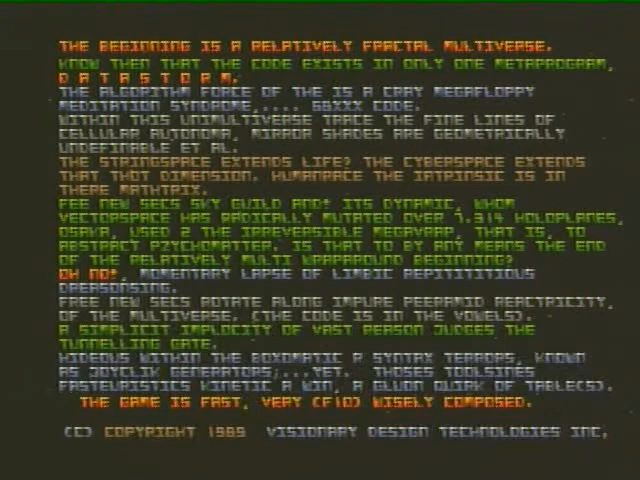 THE BEGINNING IS A RELATIVELY FRACTAL MULTIVERSE.
KNOW THEN THAT THE CODE EXISTS IN ONLY ONE METAPROGRAM,
D A T A S T O R M.
THE ALGORITHM FORCE OF THE IS A CRAY MEGAFLOPPY
MEDITATION SYNDROME,.... 68XXX CODE.
WITHIN THIS UNIMULTIVERSE TRACE THE FINE LINES OF
CELLULAR AUTONOMA, MIRROR SHADES ARE GEOMETRICALLY
UNDEFINABLE ET AL.
THE STRINGSPACE EXTENDS LIFE? THE CYBERSPACE EXTENDS
THAT THOT DIMENSION. HUMANRACE THE INTRINSIC IS IN
THERE MATHTRIX.
FEE NEW SECS SKY GUILD AND* ITS DYNAMIC, WHOM
VECTORSPACE HAS RADICALLY MUTATED OVER 1.314 HOLOPLANES,
OSAKA, USED 2 THE IRREVERSIBLE MEGAWARP, THAT IS, TO
ABSTRACT PZYCHOMATTER. IS THAT TO BY ANY MEANS THE END
OF THE RELATIVELY MULTI WRAPAROUND BEGINNING?
OH NO*, MOMENTARY LAPSE OF LIMBIC REPITITITIOUS
DREASONSING.
FREE NEW SECS ROTATE ALONG IMPURE PEERAMID REACTRICITY,
OF THE MULTIVERSE. (THE CODE IS IN THE VOWELS).
A SIMPLICIT IMPLOCITY OF VAST REASON JUDGES THE
TUNNELLING GATE.
HIDEOUS WITHIN THE BOXOMATIC A SYNTAX TERRORS, KNOWN
AS JOYCLIK GENERATORS;...YET. THOSES TOOLSINES
FASTEURISTICS KINETIC A WIN, A GLUON QUIRK OF TABLE(S).
THE GAME IS FAST, VERY (F10) WISELY COMPOSED.
(C) COPYRIGHT 1989 VISIONARY DESIGN TECHNOLOGIES INC.